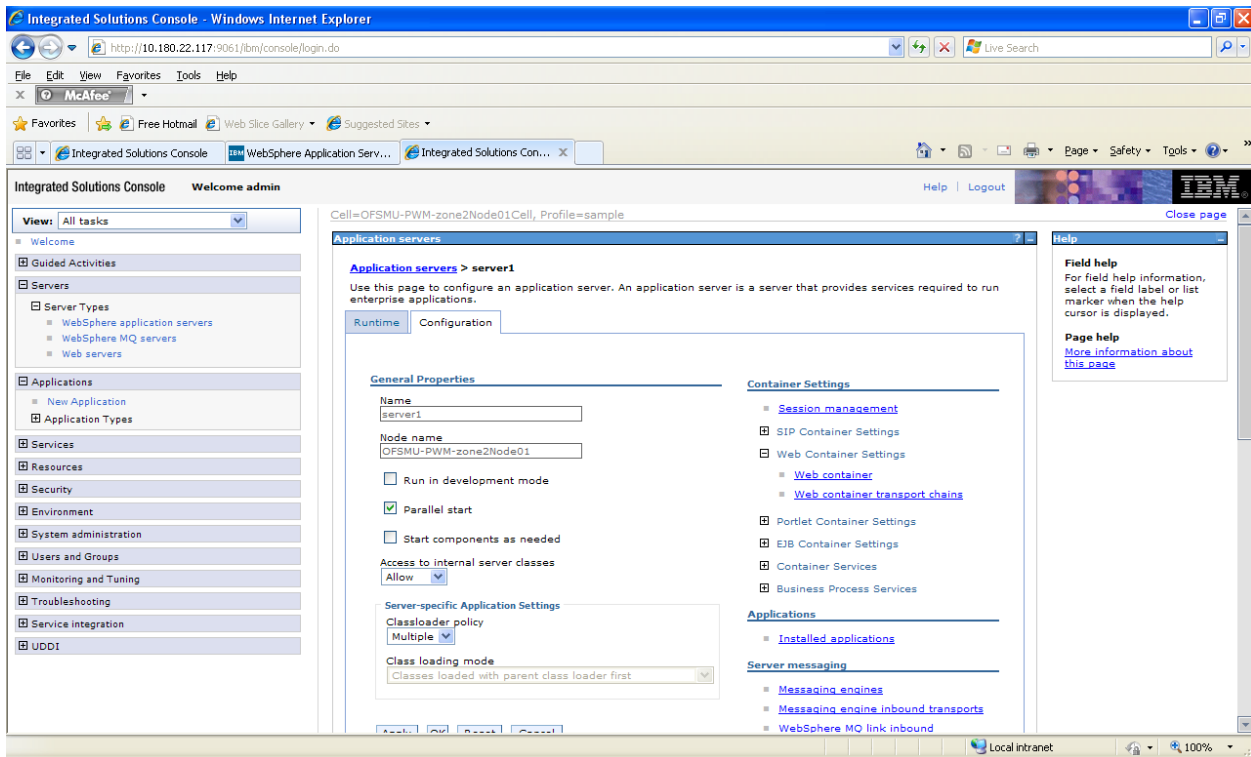 Integrated Solutions Console - Windows Internet Explorer
http://10.180.22.117:9061/ibm/console/login.do
Live Search
File Edit View Favorites Tools Help
x McAfee
Favorites Free Hotmail Web Slice Gallery Suggested Sites
Integrated Solutions Console IBM WebSphere Application Serv... Integrated Solutions Con... X Page Safety Tools »
Integrated Solutions Console Welcome admin Help | Logout IBM
View: All tasks
Welcome
Guided Activities
Servers
Server Types
WebSphere application servers
WebSphere MQ servers
Web servers
Applications
New Application
Application Types
Services
Resources
Security
Environment
System administration
Users and Groups
Monitoring and Tuning
Troubleshooting
Service integration
UDDI
Cell=OFSMU-PWM-zone2Node01Cell, Profile=sample
Close page
Application servers ? -
Application servers > server1
Use this page to configure an application server. An application server is a server that provides services required to run
enterprise applications.
Runtime Configuration
General Properties
Name
server1
Node name
OFSMU-PWM-zone2Node01
Run in development mode
Parallel start
Start components as needed
Access to internal server classes
Allow
Server-specific Application Settings
Classloader policy
Multiple
Class loading mode
Classes loaded with parent class loader first
Apply OK Reset Cancel
Container Settings
Session management
SIP Container Settings
Web Container Settings
Web container
Web container transport chains
Portlet Container Settings
EJB Container Settings
Container Services
Business Process Services
Applications
Installed applications
Server messaging
Messaging engines
Messaging engine inbound transports
WebSphere MQ link inbound
Help -
Field help
For field help information,
select a field label or list
marker when the help
cursor is displayed.
Page help
More information about
this page
Local intranet 100%